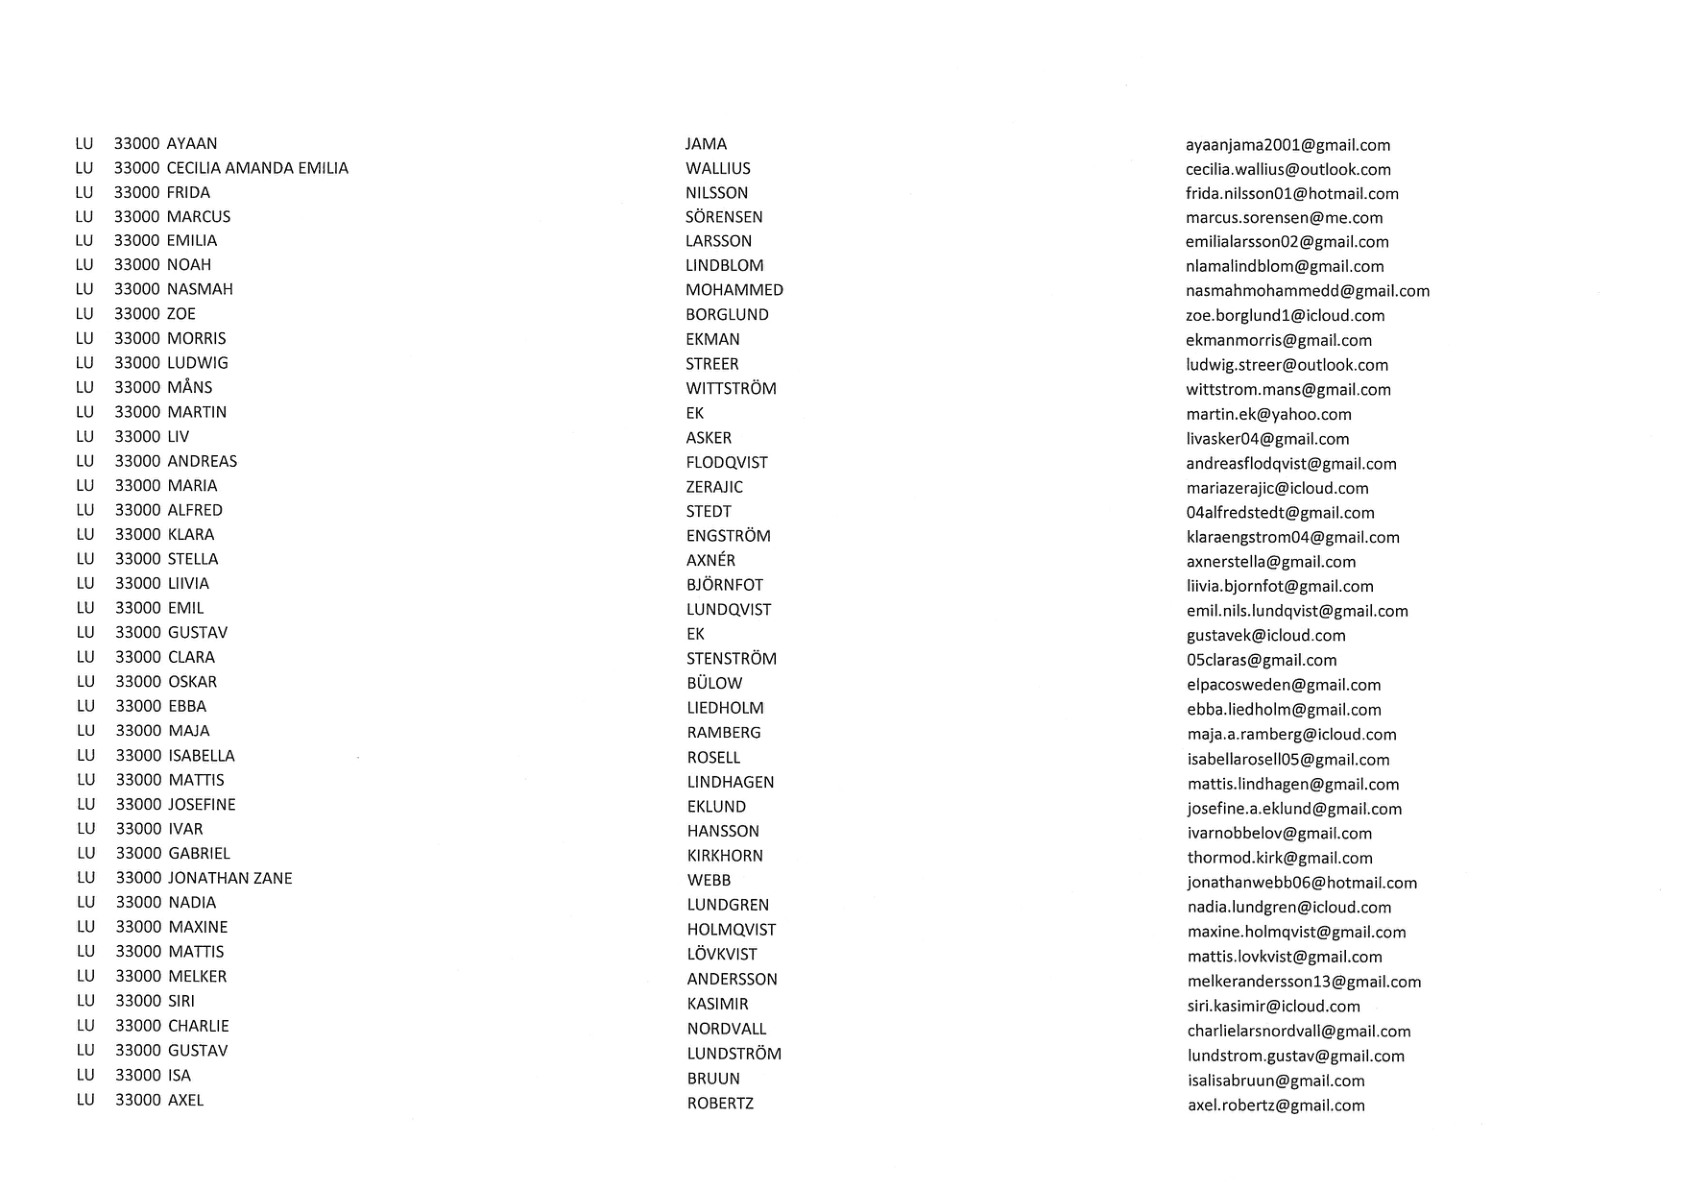 LU 33000 AYAAN JAMA ayaanjama2001@gmail.com
LU 33000 CECILIA AMANDA EMILIA WALLIUS cecilia.wallius@outlook.com
LU 33000 FRIDA NILSSON frida.nilsson01@hotmail.com
LU 33000 MARCUS SÖRENSEN marcus.sorensen@me.com
LU 33000 EMILIA LARSSON emilialarsson02@gmail.com
LU 33000 NOAH LINDBLOM nlamalindblom@gmail.com
LU 33000 NASMAH MOHAMMED nasmahmohammedd@gmail.com
LU 33000 ZOE BORGLUND zoe.borglund1@icloud.com
LU 33000 MORRIS EKMAN ekmanmorris@gmail.com
LU 33000 LUDWIG STREER ludwig.streer@outlook.com
LU 33000 MÅNS WITTSTRÖM wittstrom.mans@gmail.com
LU 33000 MARTIN EK martin.ek@yahoo.com
LU 33000 LIV ASKER livasker04@gmail.com
LU 33000 ANDREAS FLODQVIST andreasflodqvist@gmail.com
LU 33000 MARIA ZERAJIC mariazerajic@icloud.com
LU 33000 ALFRED STEDT 04alfredstedt@gmail.com
LU 33000 KLARA ENGSTRÖM klaraengstrom04@gmail.com
LU 33000 STELLA AXNÉR axnerstella@gmail.com
LU 33000 LIIVIA BJÖRNFOT liivia.bjornfot@gmail.com
LU 33000 EMIL LUNDQVIST emil.nils.lundqvist@gmail.com
LU 33000 GUSTAV EK gustavek@icloud.com
LU 33000 CLARA STENSTRÖM 05claras@gmail.com
LU 33000 OSKAR BÜLOW elpacosweden@gmail.com
LU 33000 EBBA LIEDHOLM ebba.liedholm@gmail.com
LU 33000 MAJA RAMBERG maja.a.ramberg@icloud.com
LU 33000 ISABELLA ROSELL isabellarosell05@gmail.com
LU 33000 MATTIS LINDHAGEN mattis.lindhagen@gmail.com
LU 33000 JOSEFINE EKLUND josefine.a.eklund@gmail.com
LU 33000 IVAR HANSSON ivarnobbelov@gmail.com
LU 33000 GABRIEL KIRKHORN thormod.kirk@gmail.com
LU 33000 JONATHAN ZANE WEBB jonathanwebb06@hotmail.com
LU 33000 NADIA LUNDGREN nadia.lundgren@icloud.com
LU 33000 MAXINE HOLMQVIST maxine.holmqvist@gmail.com
LU 33000 MATTIS LÖVKVIST mattis.lovkvist@gmail.com
LU 33000 MELKER ANDERSSON melkerandersson13@gmail.com
LU 33000 SIRI KASIMIR siri.kasimir@icloud.com
LU 33000 CHARLIE NORDVALL charlielarsnordvall@gmail.com
LU 33000 GUSTAV LUNDSTRÖM lundstrom.gustav@gmail.com
LU 33000 ISA BRUUN isalisabruun@gmail.com
LU 33000 AXEL ROBERTZ axel.robertz@gmail.com